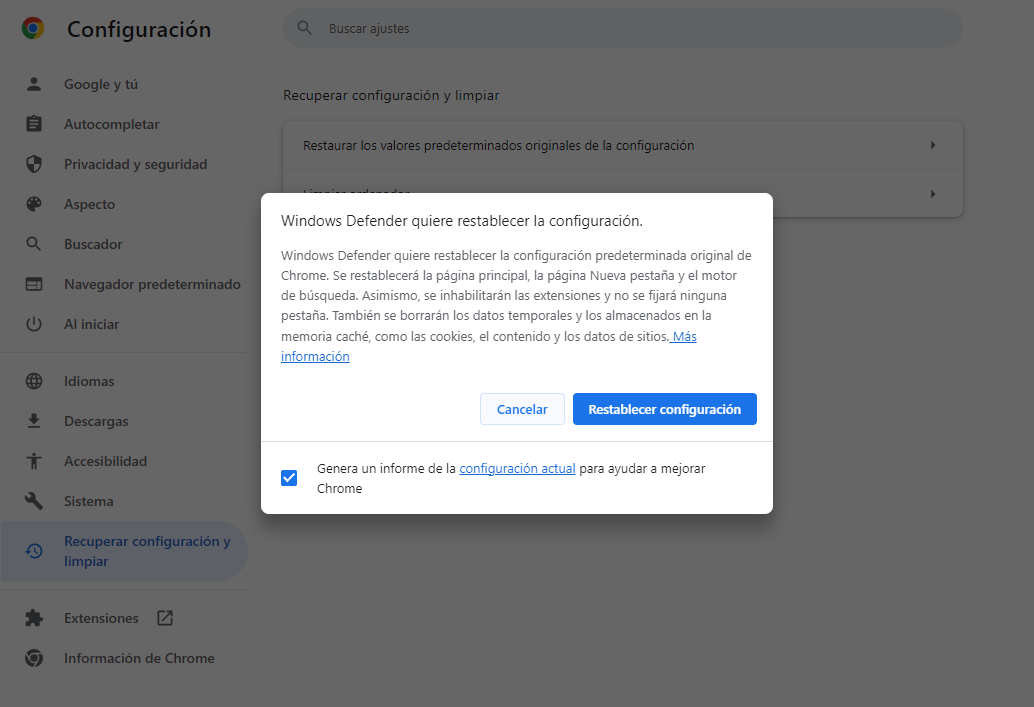 Configuración
Buscar ajustes
Google y tú
Autocompletar
Privacidad y seguridad
Aspecto
Buscador
Navegador predeterminado
Al iniciar
Idiomas
Descargas
Accesibilidad
Sistema
Recuperar configuración y
limpiar
Extensiones
Información de Chrome
Recuperar configuración y limpiar
Restaurar los valores predeterminados originales de la configuración
Limpiar ordenador
Windows Defender quiere restablecer la configuración.
Windows Defender quiere restablecer la configuración predeterminada original de
Chrome. Se restablecerá la página principal, la página Nueva pestaña y el motor
de búsqueda. Asimismo, se inhabilitarán las extensiones y no se fijará ninguna
pestaña. También se borrarán los datos temporales y los almacenados en la
memoria caché, como las cookies, el contenido y los datos de sitios. Más
información
Cancelar
Restablecer configuración
Genera un informe de la configuración actual para ayudar a mejorar
Chrome